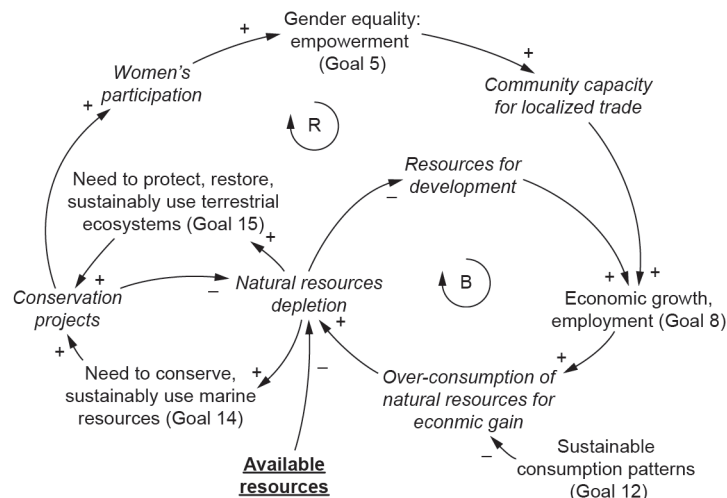 Gender equality:
empowerment
(Goal 5)
+
+
Women's
participation
+
Community capacity
for localized trade
R
Resources for
development
Need to protect, restore,
sustainably use terrestrial
ecosystems (Goal 15)
–
+
B
+
–
Natural resources
depletion
Conservation
projects
+
+
Economic growth,
employment (Goal 8)
+
+
Need to conserve,
sustainably use marine
resources (Goal 14)
+
–
+
Over-consumption of
natural resources for
econmic gain
–
Sustainable
consumption patterns
(Goal 12)
Available
resources